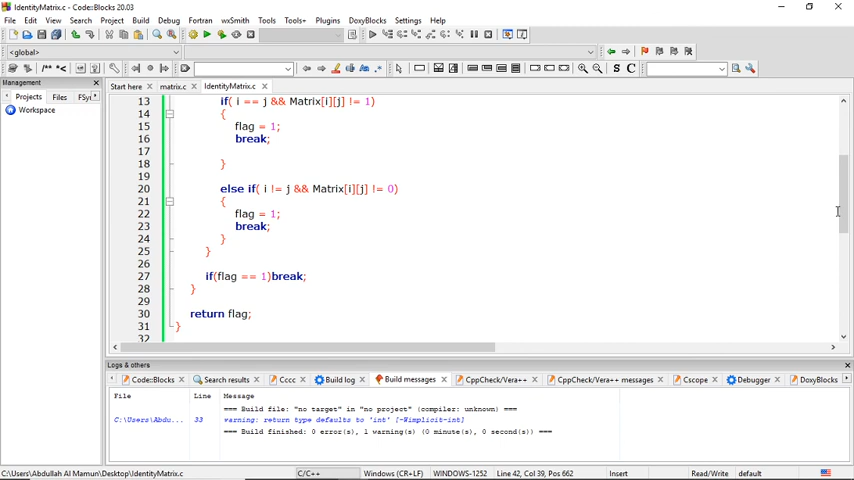 IdentityMatrix.c - Code::Blocks 20.03
File Edit View Search Project Build Debug Fortran wxSmith Tools Tools+ Plugins DoxyBlocks Settings Help
<global>
/** *<
Aa .*
S C
Management
Projects Files FSy
Workspace
Start here matrix.c IdentityMatrix.c
13 if( i == j && Matrix[i][j] != 1)
14 {
15 flag = 1;
16 break;
17
18 }
19
20 else if( i != j && Matrix[i][j] != 0)
21 {
22 flag = 1;
23 break;
24 }
25 }
26
27 if(flag == 1)break;
28 }
29
30 return flag;
31 }
32
Logs & others
Code::Blocks Search results Cccc Build log Build messages CppCheck/Vera++ CppCheck/Vera++ messages Cscope Debugger DoxyBlocks
File Line Message
=== Build file: "no target" in "no project" (compiler: unknown) ===
C:\Users\Abdu... 33 warning: return type defaults to 'int' [-Wimplicit-int]
=== Build finished: 0 error(s), 1 warning(s) (0 minute(s), 0 second(s)) ===
C:\Users\Abdullah Al Mamun\Desktop\IdentityMatrix.c C/C++ Windows (CR+LF) WINDOWS-1252 Line 42, Col 39, Pos 662 Insert Read/Write default